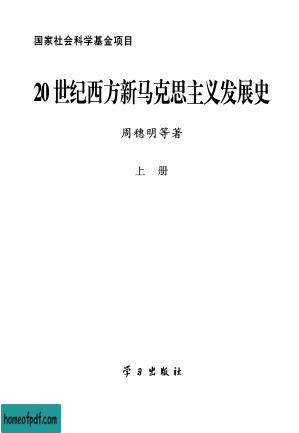 国家社会科学基金项目
20世纪西方新马克思主义发展史
周穗明等著
上 册
学习出版社
homeofpdf.com